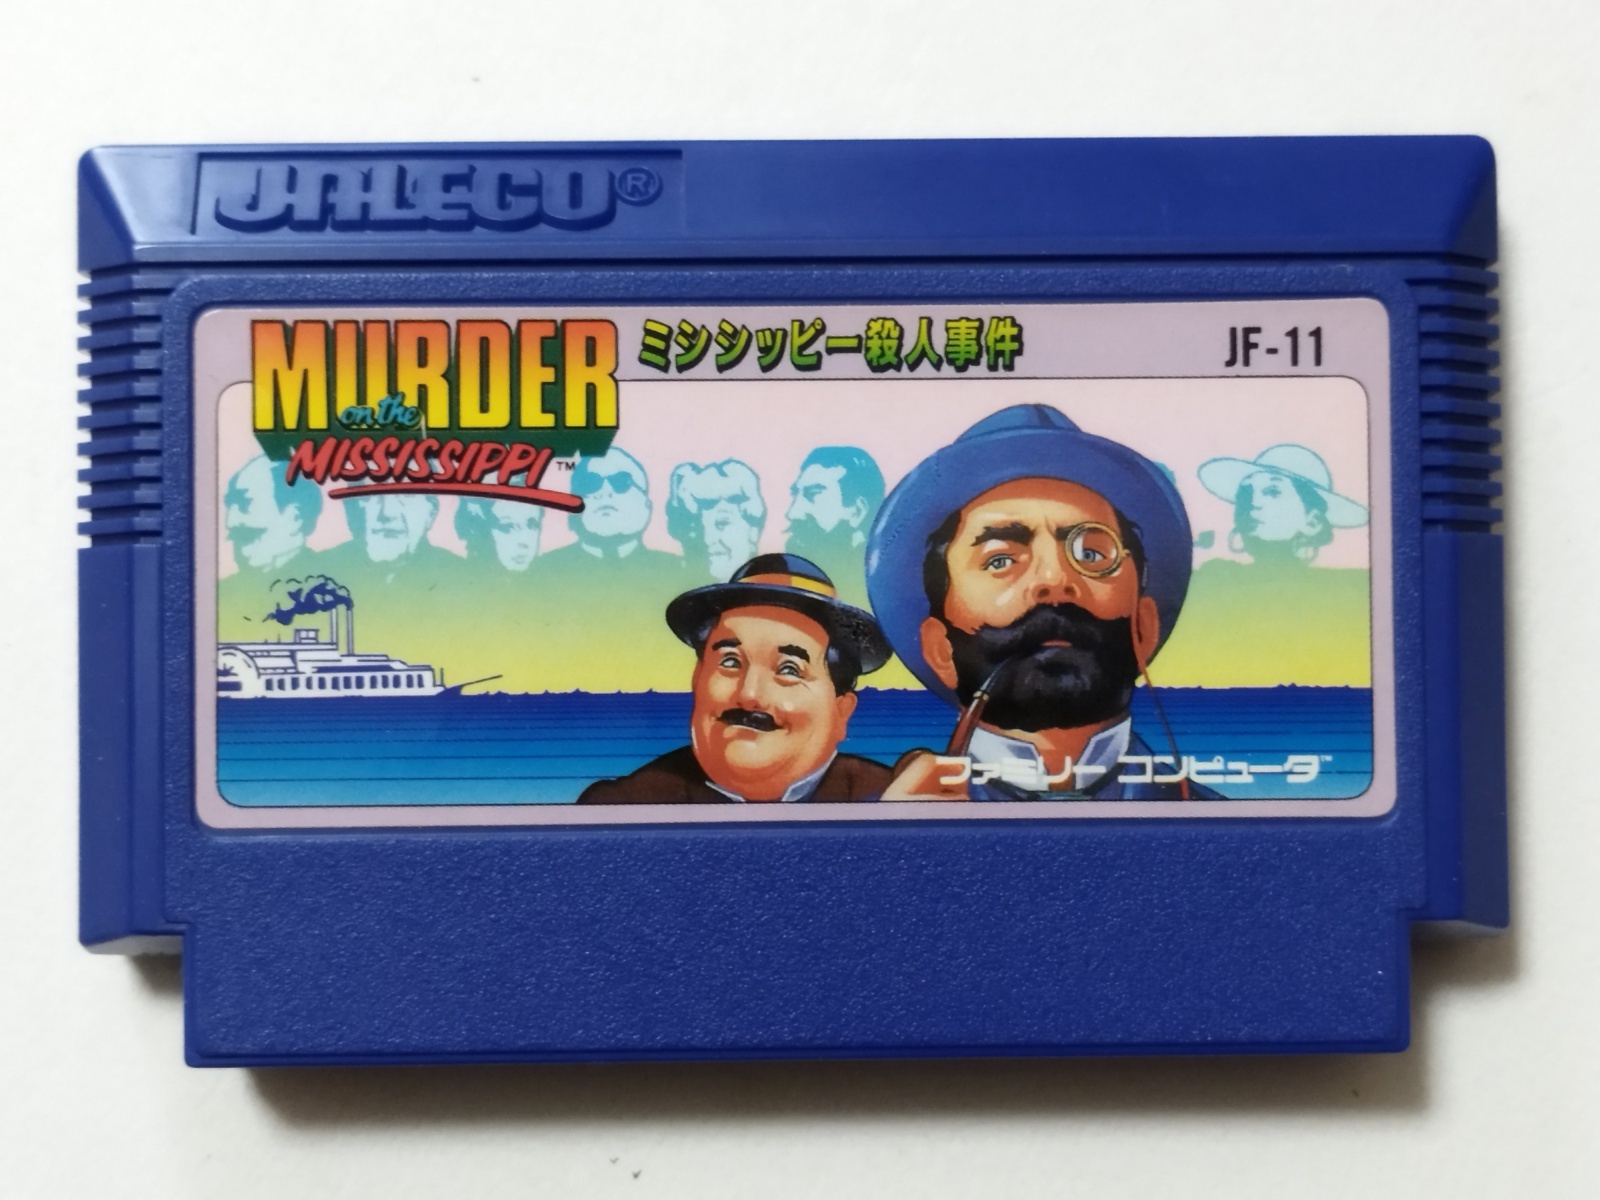 JALECO®
MURDER
on the
MISSISSIPPI™
ミシシッピー殺人事件
JF-11
ファミリー コンピュータ™